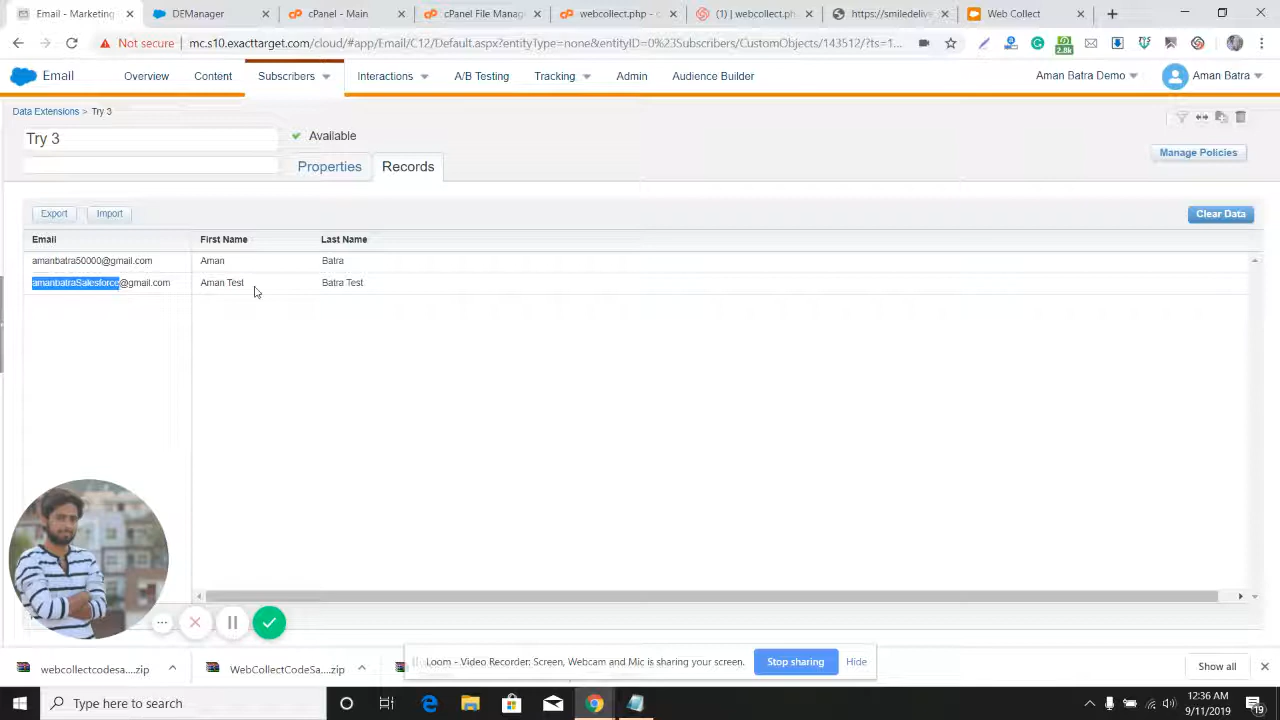 Email - Marketing
DEManager
cPanel - Main
cPanel File Mana
webcollect.php - c
(1) | webcollect.ph
https://smiledelive
Web Collect
Not secure
mc.s10.exacttarget.com/cloud/#app/Email/C12/Default.aspx?entityType=none&entityID=0%23Subscribers/CustomObjects/143512/?ts=1...
2.8k
Email
Overview
Content
Subscribers
Interactions
A/B Testing
Tracking
Admin
Audience Builder
Aman Batra Demo
Aman Batra
Data Extensions > Try 3
Try 3
Available
Properties
Records
Manage Policies
Export
Import
Clear Data
Email
First Name
Last Name
amanbatra50000@gmail.com
Aman
Batra
amanbatraSalesforce@gmail.com
Aman Test
Batra Test
Loom - Video Recorder: Screen, Webcam and Mic is sharing your screen.
Stop sharing
Hide
webcollectcodesa....zip
WebCollectCodeSa....zip
Show all
Type here to search
12:36 AM
9/11/2019
19